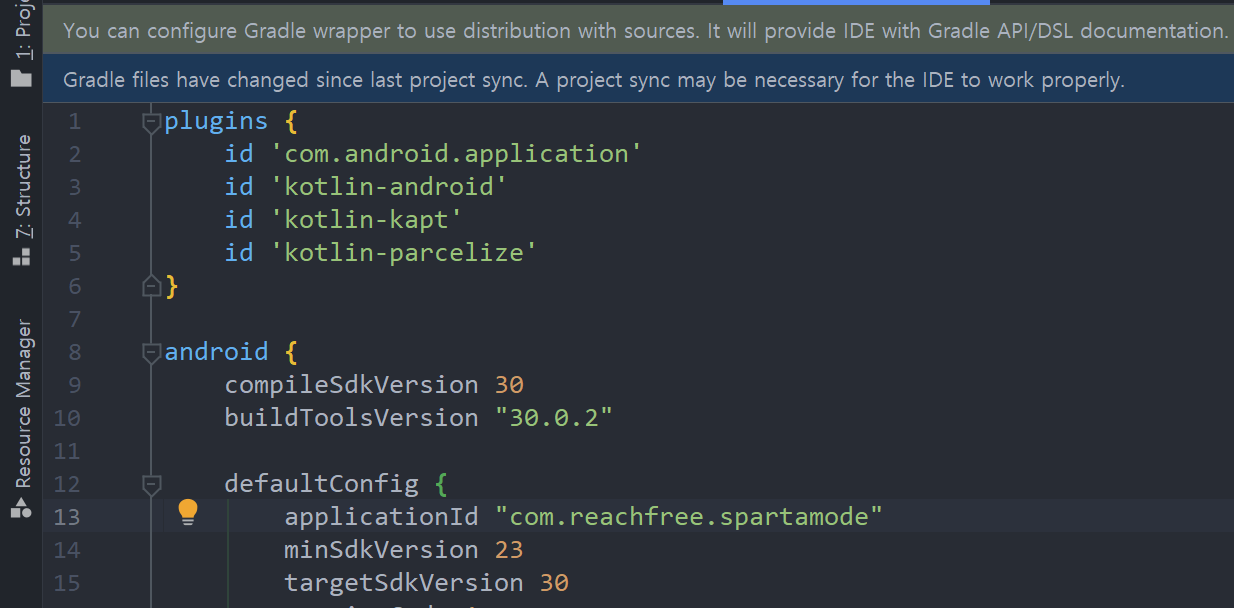 1: Proje
You can configure Gradle wrapper to use distribution with sources. It will provide IDE with Gradle API/DSL documentation.
Gradle files have changed since last project sync. A project sync may be necessary for the IDE to work properly.
7: Structure
Resource Manager
1 plugins {
2 id 'com.android.application'
3 id 'kotlin-android'
4 id 'kotlin-kapt'
5 id 'kotlin-parcelize'
6 }
7
8 android {
9 compileSdkVersion 30
10 buildToolsVersion "30.0.2"
11
12 defaultConfig {
13 applicationId "com.reachfree.spartamode"
14 minSdkVersion 23
15 targetSdkVersion 30